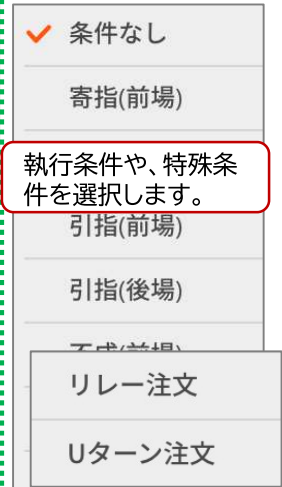 条件なし
寄指(前場)
執行条件や、特殊条
件を選択します。
引指(前場)
引指(後場)
リレー注文
Uターン注文